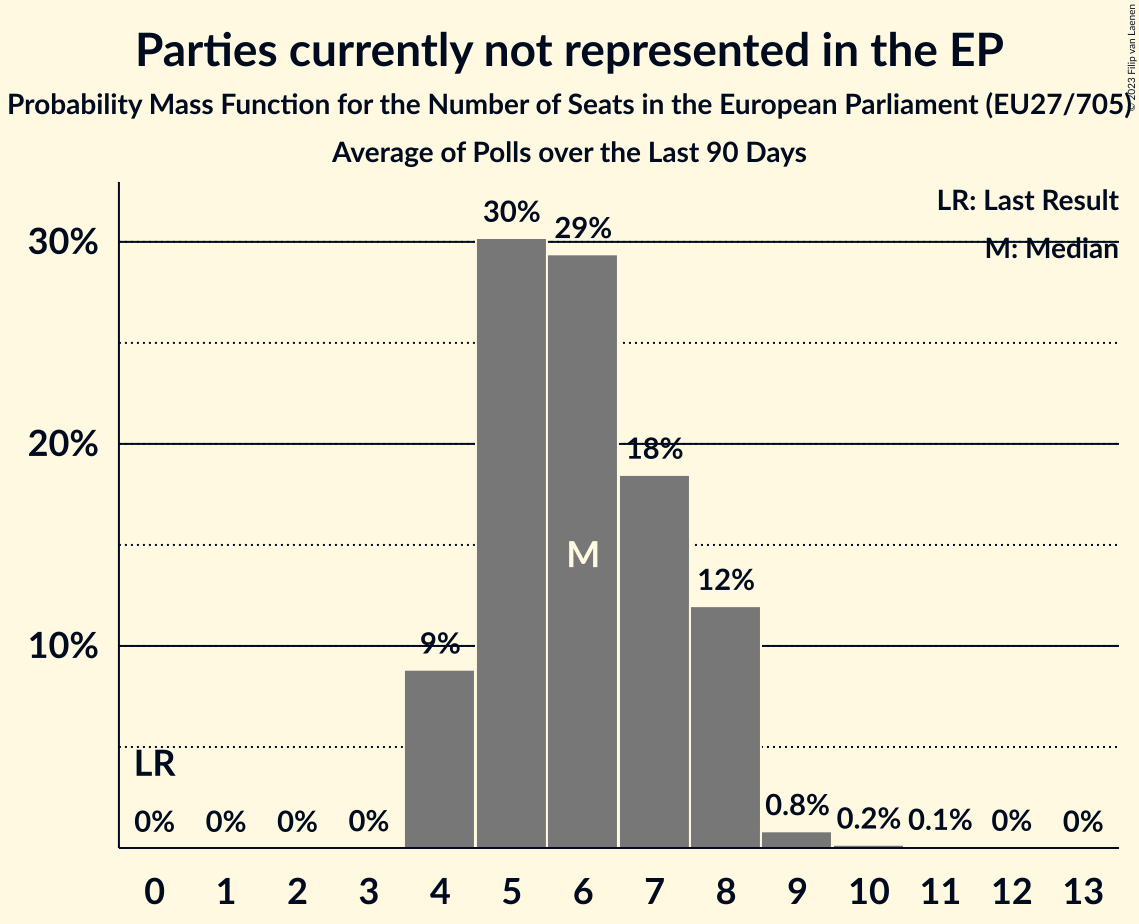 Parties currently not represented in the EP
Probability Mass Function for the Number of Seats in the European Parliament (EU27/705)
Average of Polls over the Last 90 Days
© 2023 Filip van Laenen
LR: Last Result
M: Median
30%
20%
10%
30%
29%
18%
M
12%
9%
LR
0%
0%
0%
0%
0.8%
0.2%
0.1%
0%
0%
0 1 2 3 4 5 6 7 8 9 10 11 12 13